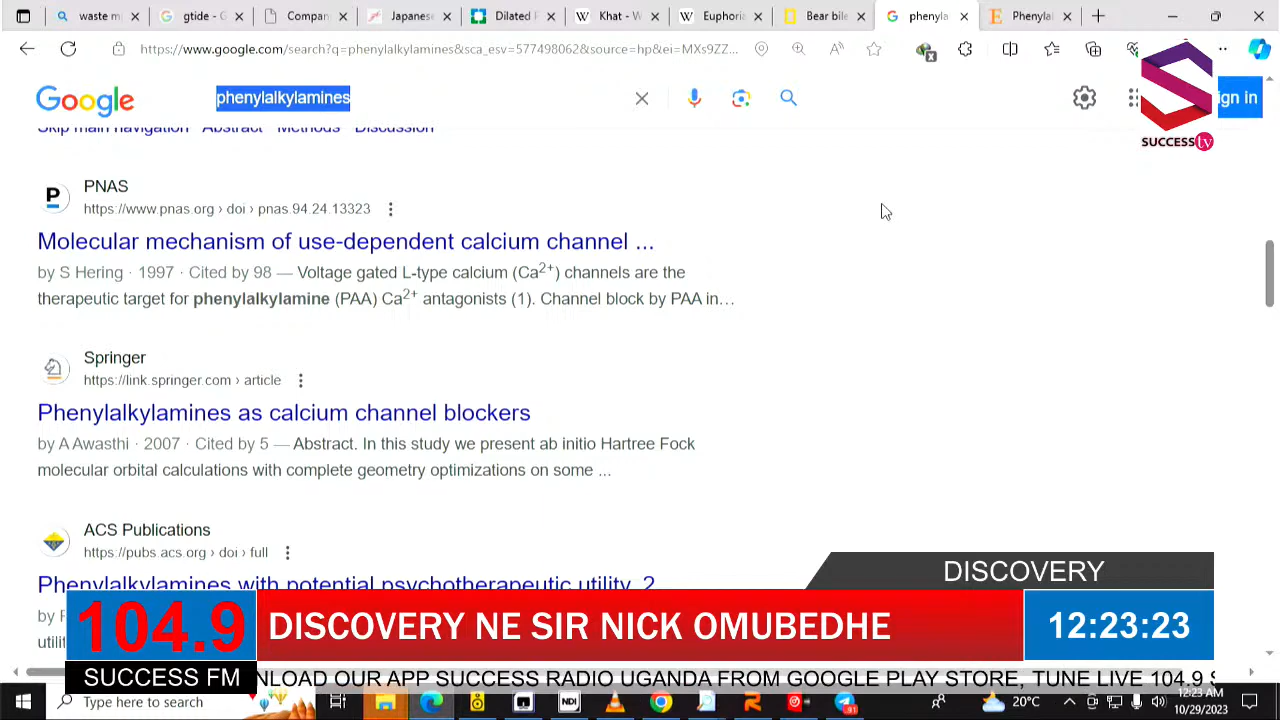 waste m
gtide - G
Compan
Japanese
Dilated P
Khat - W
Euphoria
Bear bile
phenyla
Phenylal
https://www.google.com/search?q=phenylalkylamines&sca_esv=577498062&source=hp&ei=MXs9ZZ...
Google
phenylalkylamines
Sign in
SUCCESS tv
Skip main navigation Abstract Methods Discussion
PNAS
https://www.pnas.org › doi › pnas.94.24.13323
Molecular mechanism of use-dependent calcium channel ...
by S Hering · 1997 · Cited by 98 — Voltage gated L-type calcium (Ca2+) channels are the
therapeutic target for phenylalkylamine (PAA) Ca2+ antagonists (1). Channel block by PAA in...
Springer
https://link.springer.com › article
Phenylalkylamines as calcium channel blockers
by A Awasthi · 2007 · Cited by 5 — Abstract. In this study we present ab initio Hartree Fock
molecular orbital calculations with complete geometry optimizations on some ...
ACS Publications
https://pubs.acs.org › doi › full
Phenylalkylamines with potential psychotherapeutic utility. 2
DISCOVERY
104.9
DISCOVERY NE SIR NICK OMUBEDHE
12:23:23
SUCCESS FM
NLOAD OUR APP SUCCESS RADIO UGANDA FROM GOOGLE PLAY STORE, TUNE LIVE 104.9 S
Type here to search
NDI
91
20°C
12:23 AM
10/29/2023